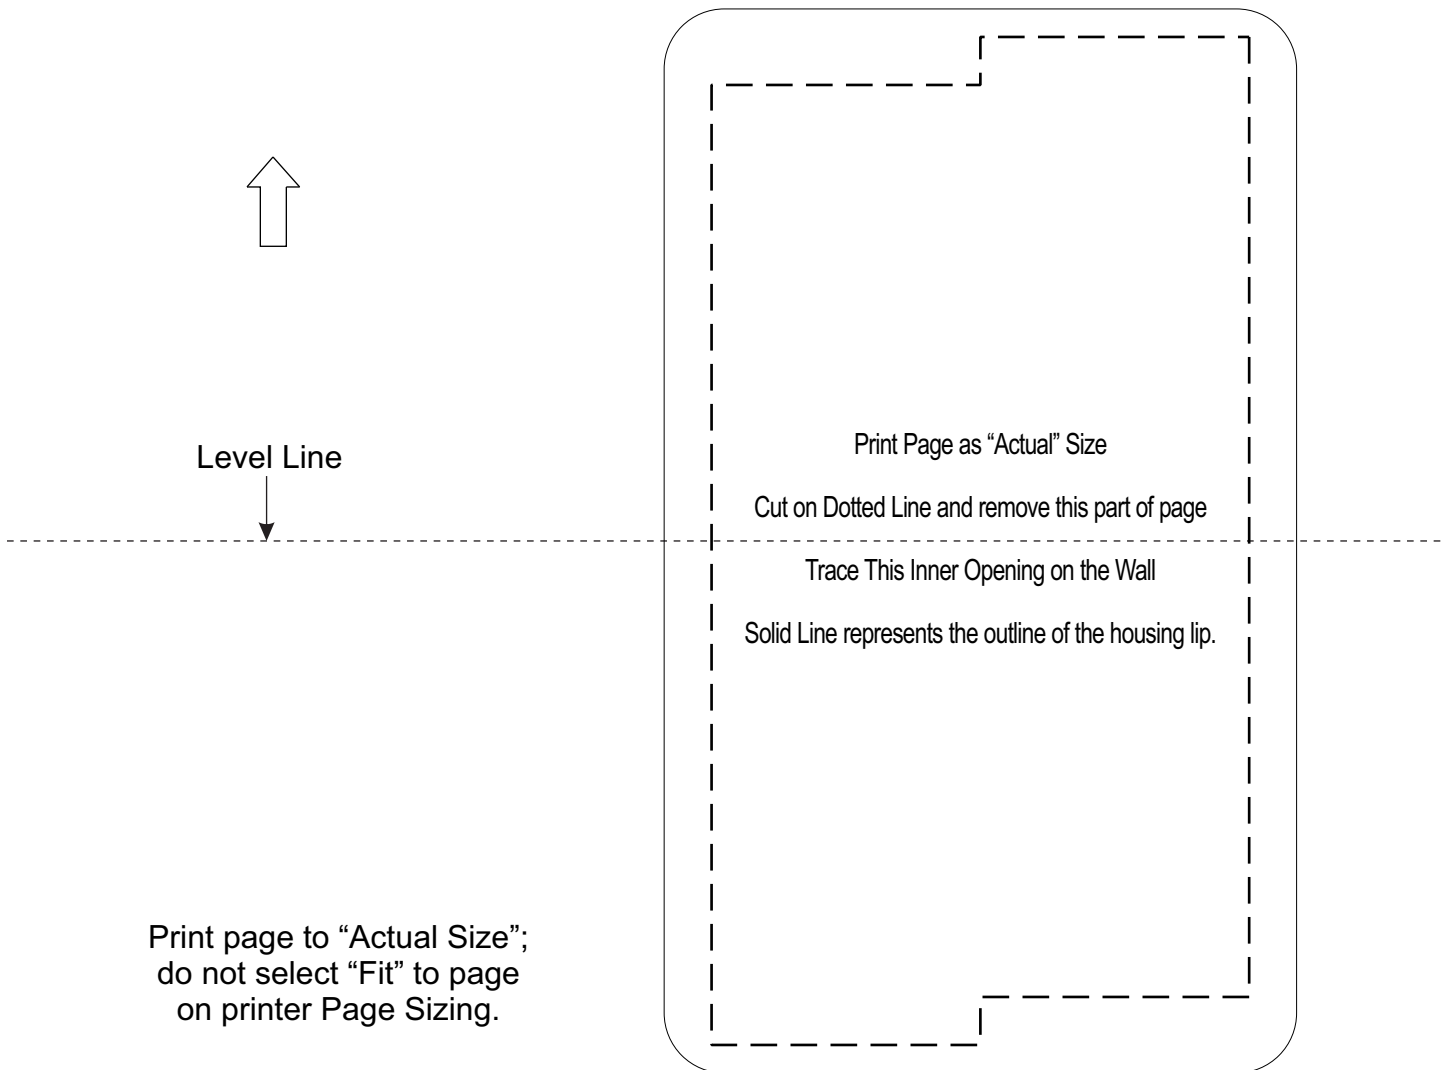 Level Line
Print Page as “Actual” Size
Cut on Dotted Line and remove this part of page
Trace This Inner Opening on the Wall
Solid Line represents the outline of the housing lip.
Print page to “Actual Size”;
do not select “Fit” to page
on printer Page Sizing.